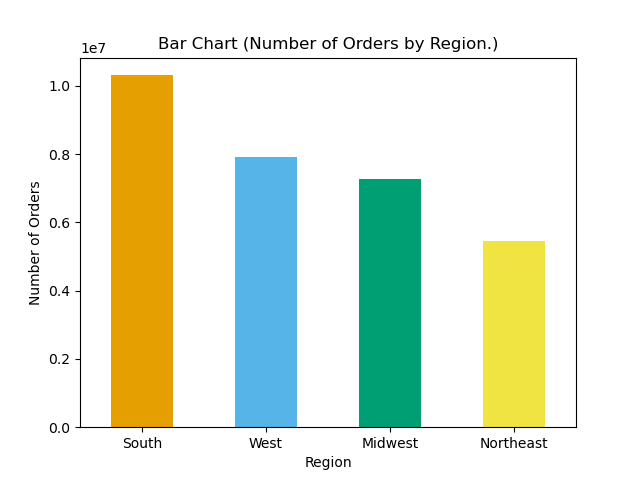 Bar Chart (Number of Orders by Region.)
1e7
1.0
0.8
0.6
0.4
0.2
0.0
Number of Orders
South West Midwest Northeast
Region